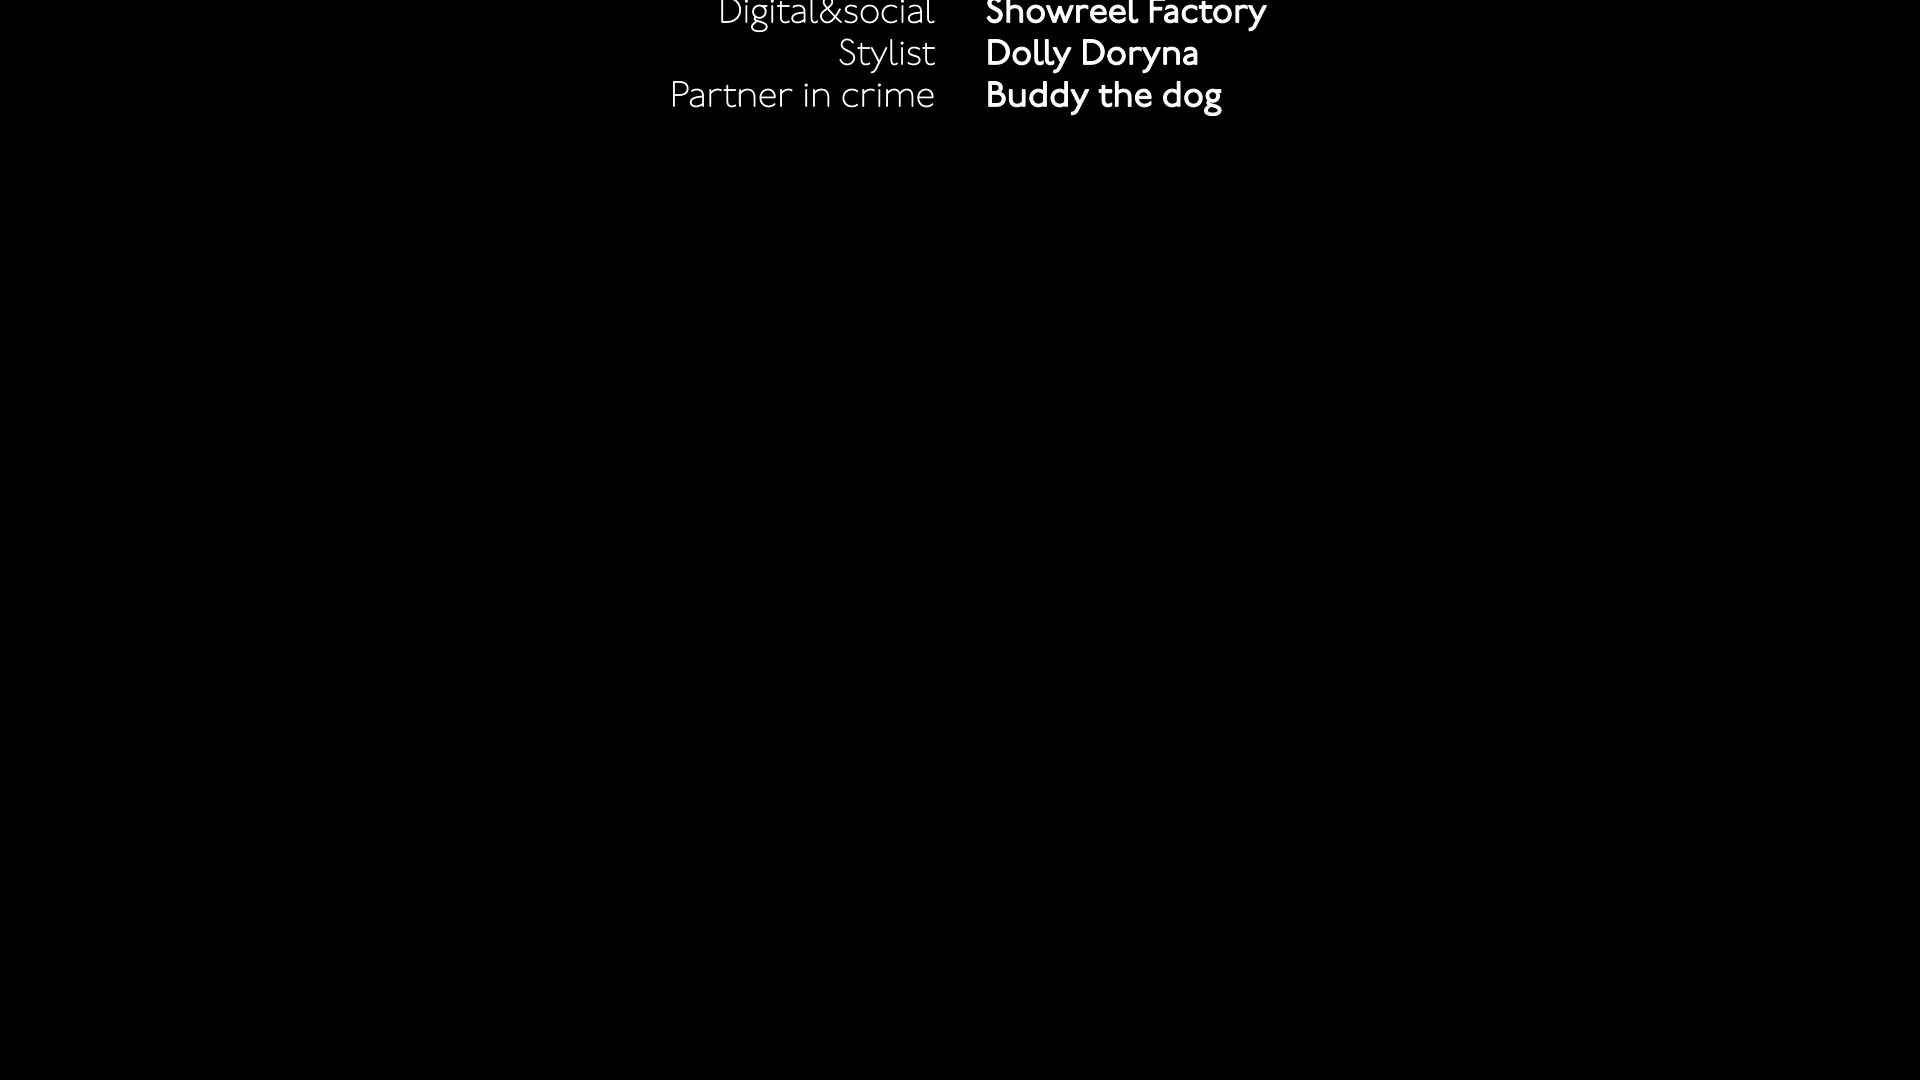 Digital&social Showreel Factory
Stylist Dolly Doryna
Partner in crime Buddy the dog